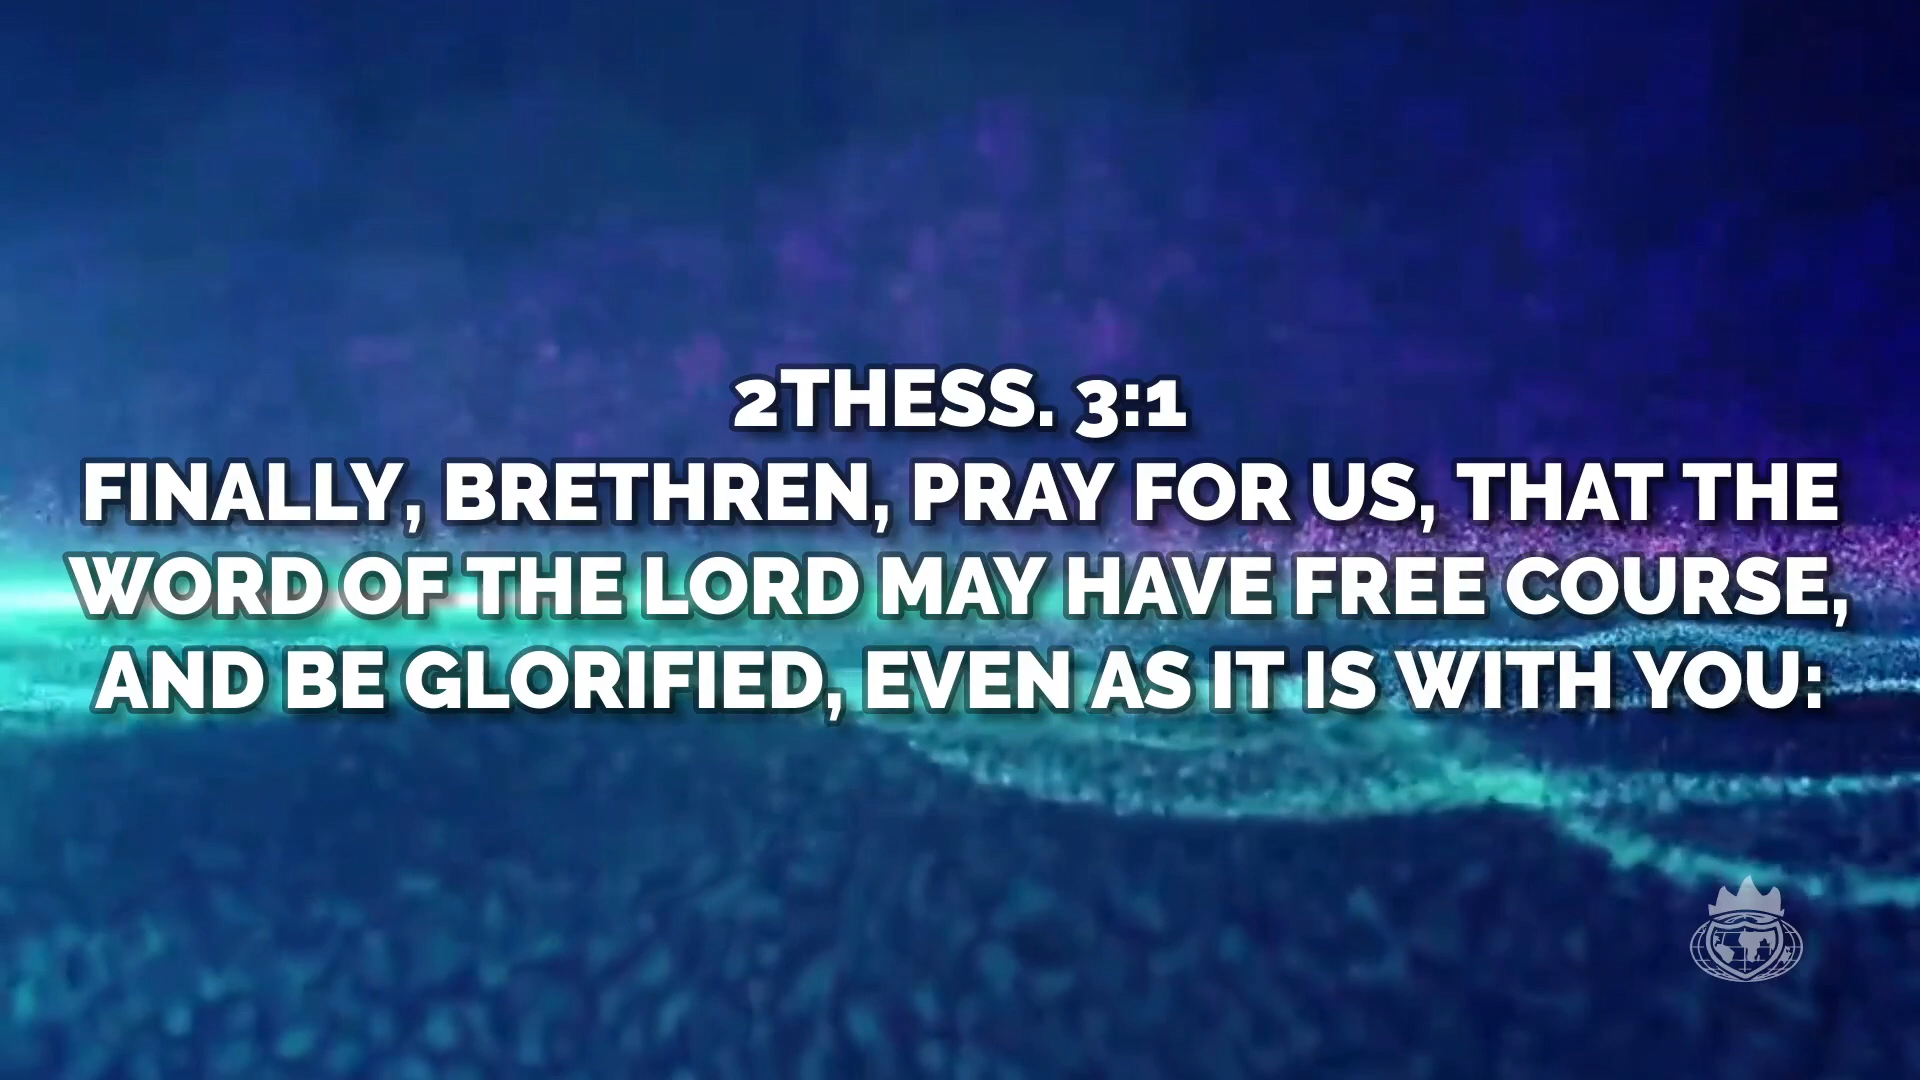 2THESS. 3:1
FINALLY, BRETHREN, PRAY FOR US, THAT THE
WORD OF THE LORD MAY HAVE FREE COURSE,
AND BE GLORIFIED, EVEN AS IT IS WITH YOU: